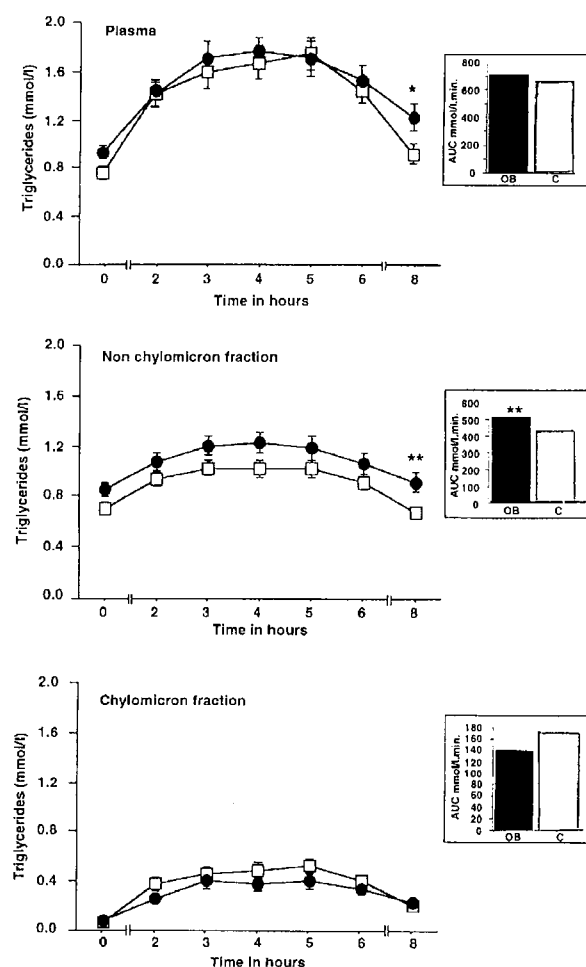 Plasma
2.0
1.6
1.2
0.8
0.4
0.0
Triglycerides (mmol/l)
0 2 3 4 5 6 8
Time in hours
*
AUC mmol/l.min.
800
600
400
200
0
OB C
Non chylomicron fraction
2.0
1.6
1.2
0.8
0.4
0.0
Triglycerides (mmol/l)
0 2 3 4 5 6 8
Time in hours
**
AUC mmol/l.min.
600
500
400
300
200
100
0
**
OB C
Chylomicron fraction
2.0
1.6
1.2
0.8
0.4
0.0
Triglycerides (mmol/l)
0 2 3 4 5 6 8
Time in hours
AUC mmol/l.min.
180
160
140
120
100
80
60
40
20
0
OB C